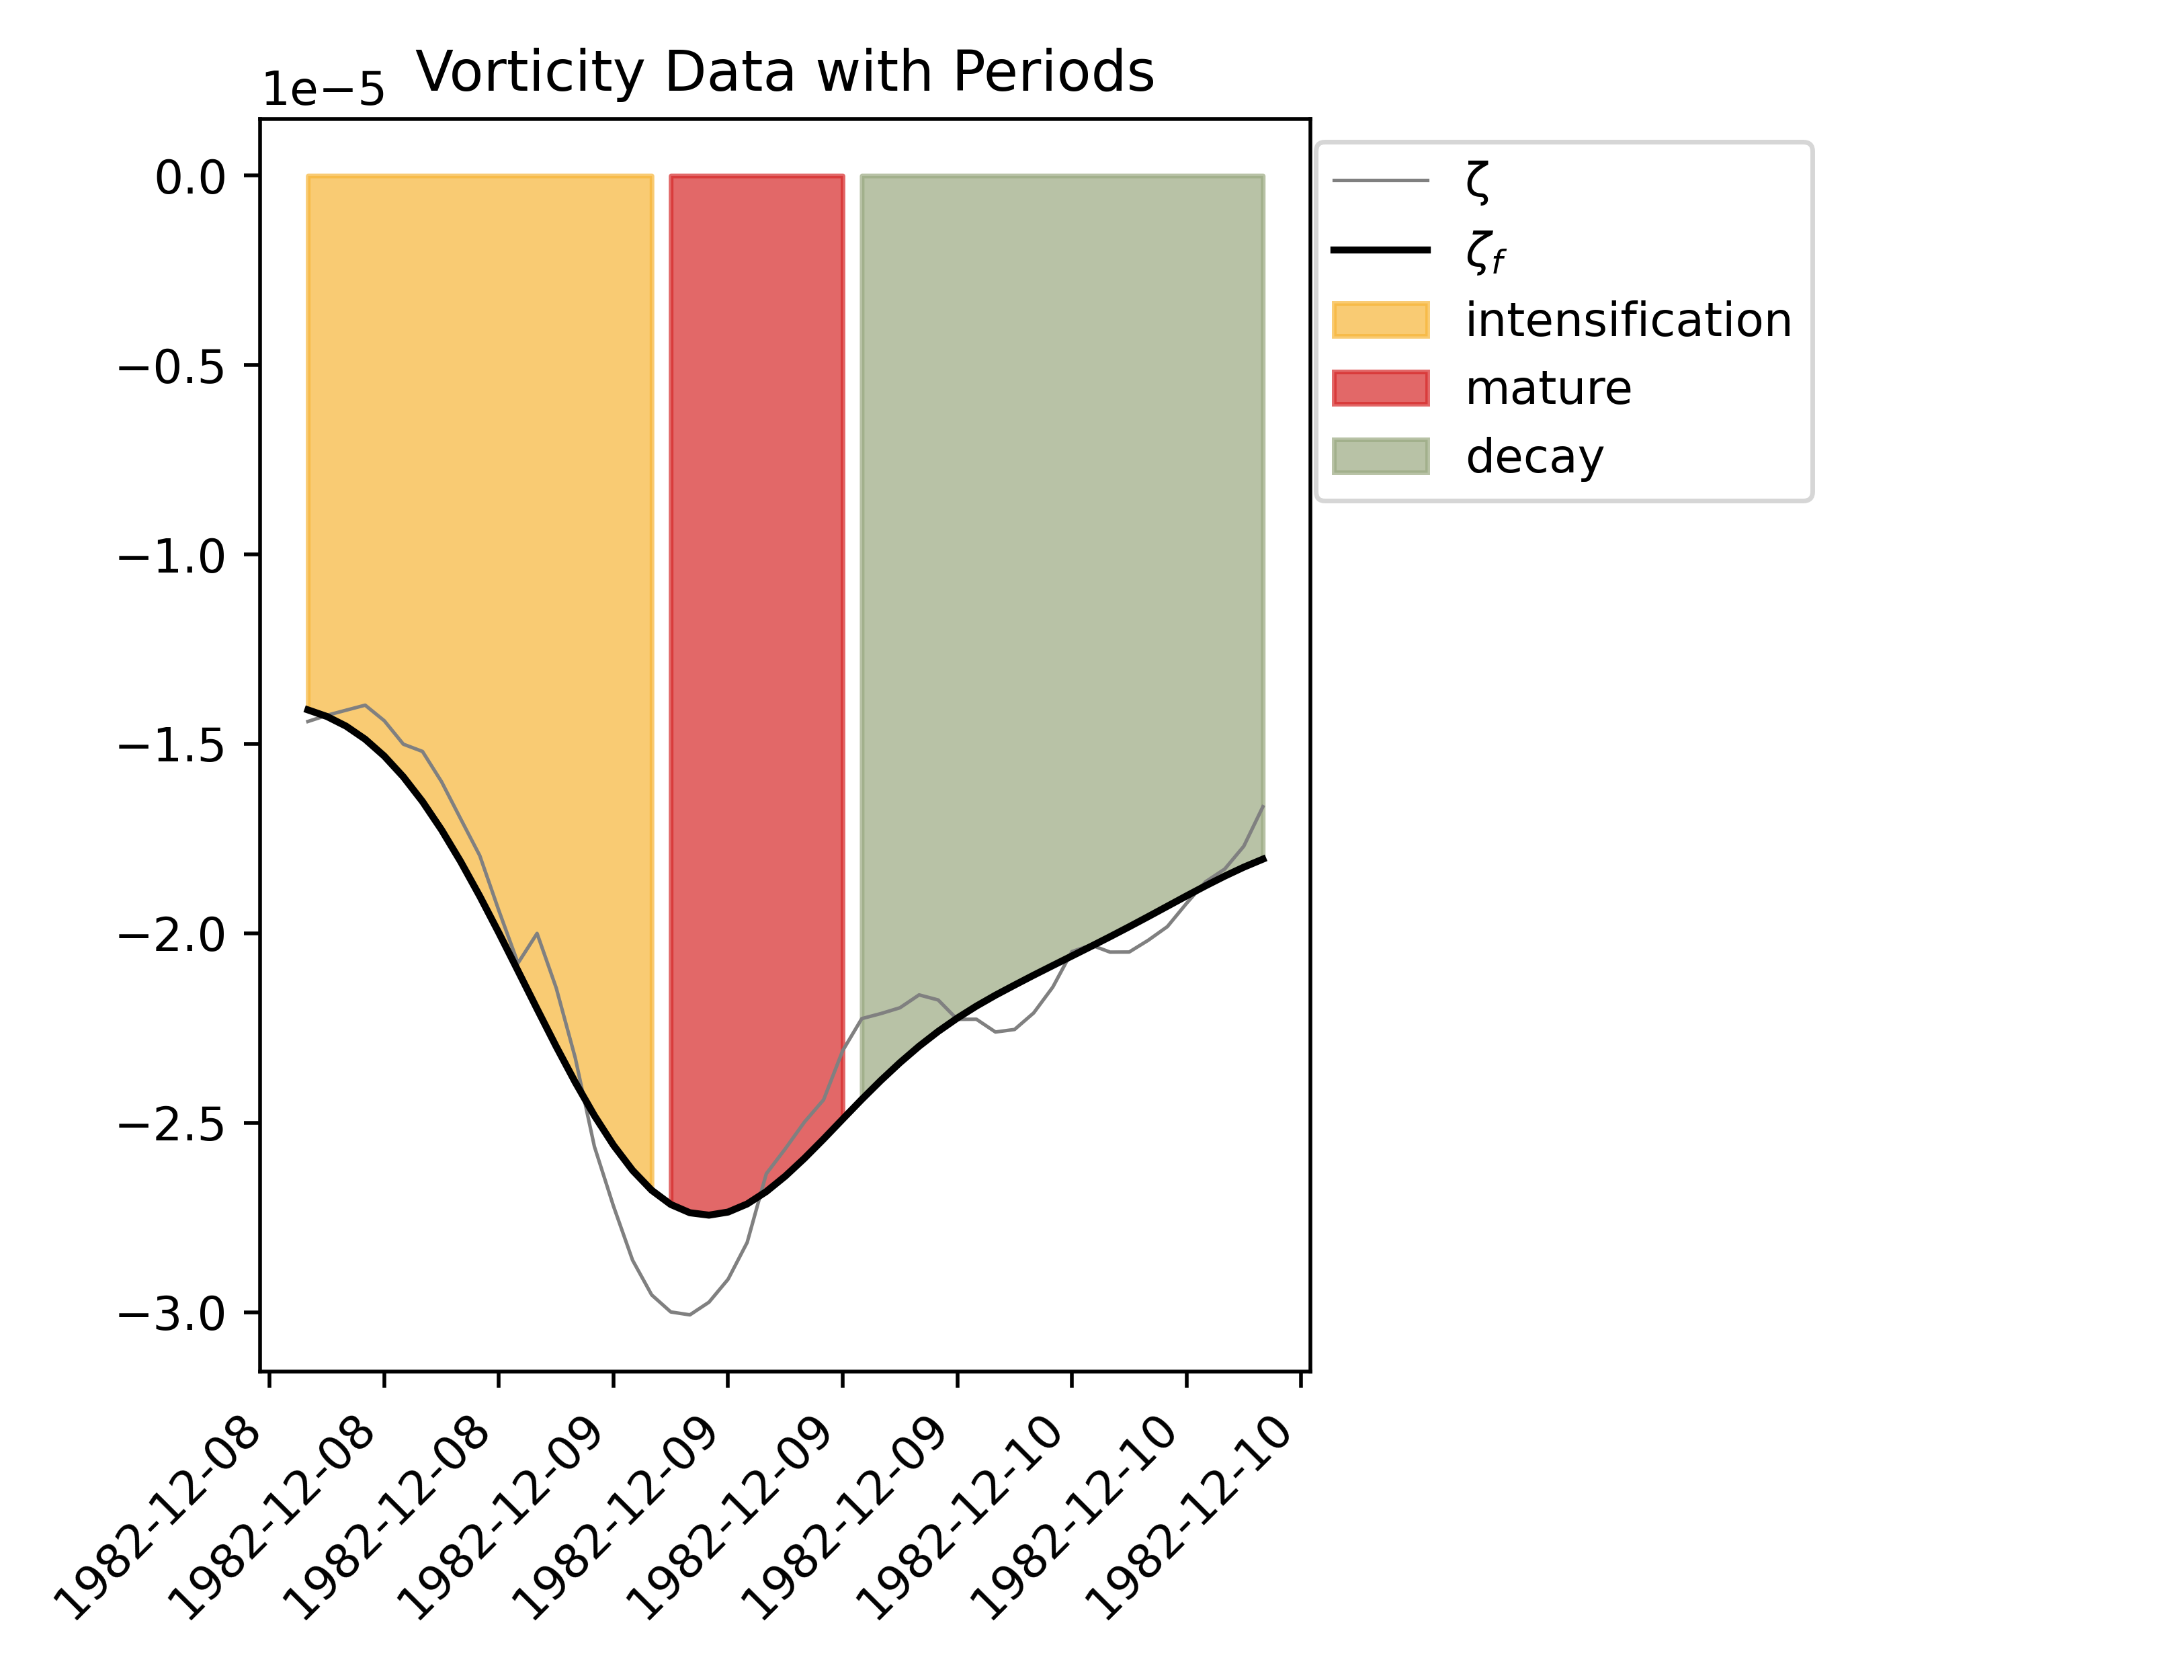 Vorticity Data with Periods
1e−5
0.0
−0.5
−1.0
−1.5
−2.0
−2.5
−3.0
1982-12-08
1982-12-08
1982-12-08
1982-12-09
1982-12-09
1982-12-09
1982-12-09
1982-12-10
1982-12-10
1982-12-10
ζ
ζf
intensification
mature
decay